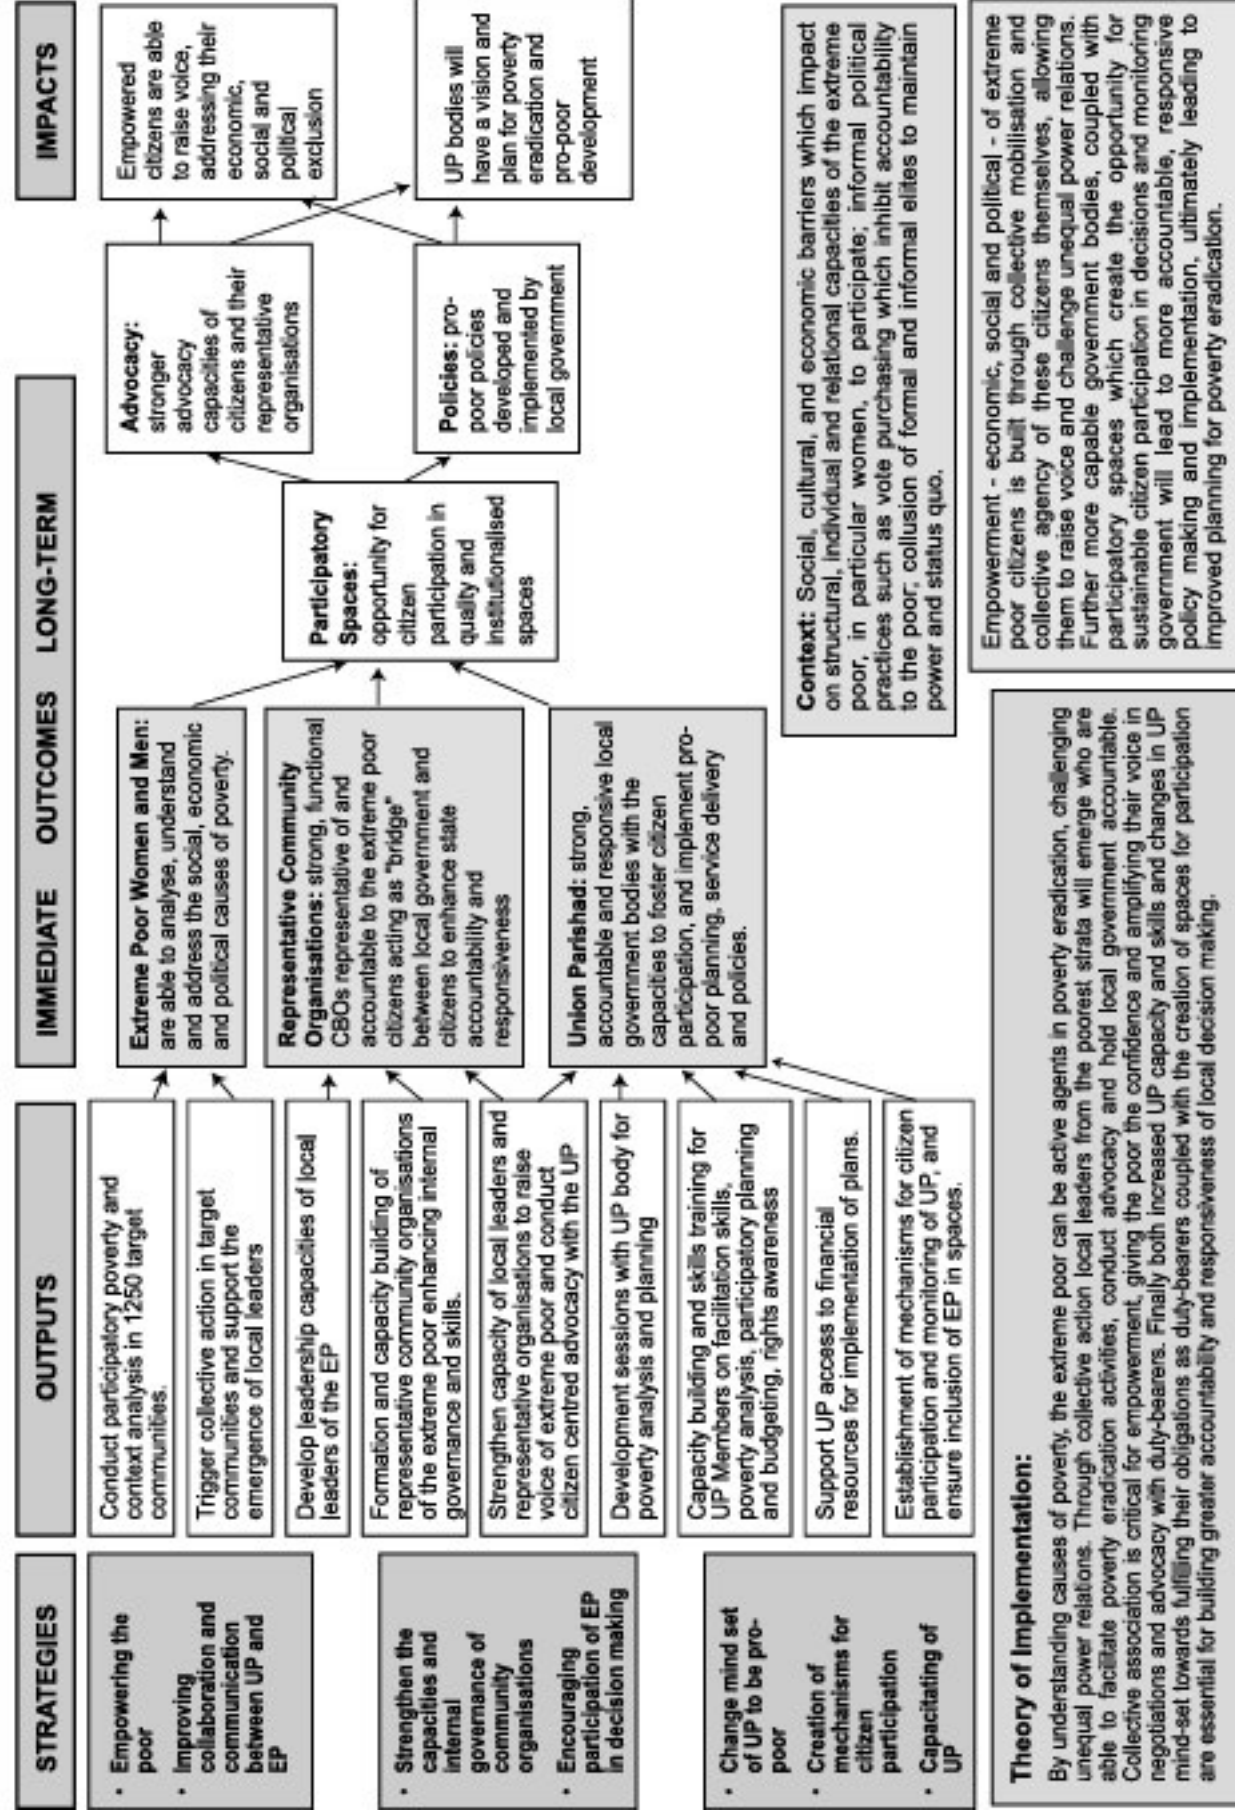 STRATEGIES
OUTPUTS
IMMEDIATE OUTCOMES LONG-TERM
IMPACTS
• Empowering the
poor
• Improving
collaboration and
communication
between UP and
EP
• Strengthen the
capacities and
internal
governance of
community
organisations
• Encouraging
participation of EP
in decision making
• Change mind set
of UP to be pro-
poor
• Creation of
mechanisms for
citizen
participation
• Capacitating of
UP
Conduct participatory poverty and
context analysis in 1250 target
communities.
Trigger collective action in target
communities and support the
emergence of local leaders
Develop leadership capacities of local
leaders of the EP
Formation and capacity building of
representative community organisations
of the extreme poor enhancing internal
governance and skills.
Strengthen capacity of local leaders and
representative organisations to raise
voice of extreme poor and conduct
citizen centred advocacy with the UP
Development sessions with UP body for
poverty analysis and planning
Capacity building and skills training for
UP Members on facilitation skills,
poverty analysis, participatory planning
and budgeting, rights awareness
Support UP access to financial
resources for implementation of plans.
Establishment of mechanisms for citizen
participation and monitoring of UP, and
ensure inclusion of EP in spaces.
Extreme Poor Women and Men:
are able to analyse, understand
and address the social, economic
and political causes of poverty.
Representative Community
Organisations: strong, functional
CBOs representative of and
accountable to the extreme poor
citizens acting as "bridge"
between local government and
citizens to enhance state
accountability and
responsiveness
Union Parishad: strong,
accountable and responsive local
government bodies with the
capacities to foster citizen
participation, and implement pro-
poor planning, service delivery
and policies.
Participatory
Spaces:
opportunity for
citizen
participation in
quality and
institutionalised
spaces
Advocacy:
stronger
advocacy
capacities of
citizens and their
representative
organisations
Policies: pro-
poor policies
developed and
implemented by
local government
Empowered
citizens are able
to raise voice,
addressing their
economic,
social and
political
exclusion
UP bodies will
have a vision and
plan for poverty
eradication and
pro-poor
development
Context: Social, cultural, and economic barriers which impact
on structural, individual and relational capacities of the extreme
poor, in particular women, to participate; informal political
practices such as vote purchasing which inhibit accountability
to the poor; collusion of formal and informal elites to maintain
power and status quo.
Theory of Implementation:
By understanding causes of poverty, the extreme poor can be active agents in poverty eradication, challenging
unequal power relations. Through collective action local leaders from the poorest strata will emerge who are
able to facilitate poverty eradication activities, conduct advocacy and hold local government accountable.
Collective association is critical for empowerment, giving the poor the confidence and amplifying their voice in
negotiations and advocacy with duty-bearers. Finally both increased UP capacity and skills and changes in UP
mind-set towards fulfilling their obligations as duty-bearers coupled with the creation of spaces for participation
are essential for building greater accountability and responsiveness of local decision making.
Empowerment - economic, social and political - of extreme
poor citizens is built through collective mobilisation and
collective agency of these citizens themselves, allowing
them to raise voice and challenge unequal power relations.
Further more capable government bodies, coupled with
participatory spaces which create the opportunity for
sustainable citizen participation in decisions and monitoring
government will lead to more accountable, responsive
policy making and implementation, ultimately leading to
improved planning for poverty eradication.